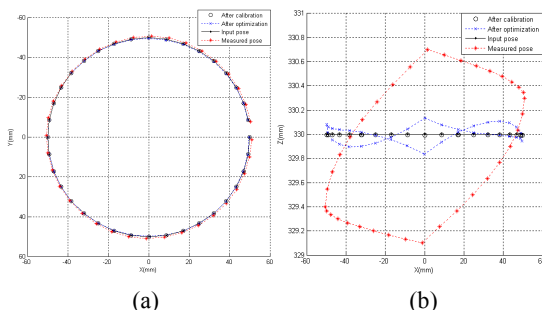 -60
-40
-20
0
20
40
60
Y(mm)
-60 -40 -20 0 20 40 60
X(mm)
After calibration
After optimization
Input pose
Measured pose
(a)
331
330.8
330.6
330.4
330.2
330
329.8
329.6
329.4
329.2
329
Z(mm)
-60 -40 -20 0 20 40 60
X(mm)
After calibration
After optimization
Input pose
Measured pose
(b)